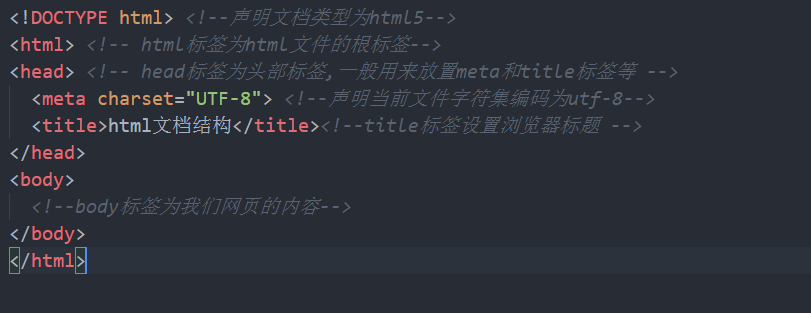 <!DOCTYPE html> <!--声明文档类型为html5-->
<html> <!-- html标签为html文件的根标签-->
<head> <!-- head标签为头部标签,一般用来放置meta和title标签等 -->
<meta charset="UTF-8"> <!--声明当前文件字符集编码为utf-8-->
<title>html文档结构</title><!--title标签设置浏览器标题 -->
</head>
<body>
<!--body标签为我们网页的内容-->
</body>
</html>